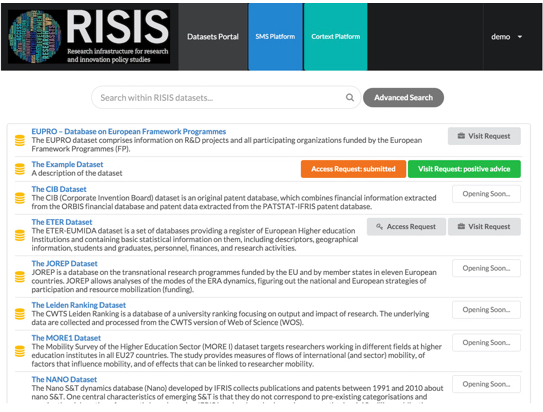 RISIS
Research infrastructure for research
and innovation policy studies
Datasets Portal
SMS Platform
Cortext Platform
demo
Search within RISIS datasets...
Advanced Search
EUPRO – Database on European Framework Programmes
The EUPRO dataset comprises information on R&D projects and all participating organizations funded by the European
Framework Programmes (FP).
Visit Request
The Example Dataset
A description of the dataset
Access Request: submitted
Visit Request: positive advice
The CIB Dataset
The CIB (Corporate Invention Board) dataset is an original patent database, which combines financial information extracted
from the ORBIS financial database and patent data extracted from the PATSTAT-IFRIS patent database.
Opening Soon...
The ETER Dataset
The ETER-EUMIDA dataset is a set of databases providing a register of European Higher education
Institutions and containing basic statistical information on them, including descriptors, geographical
information, students and graduates, personnel, finances, and research activities.
Access Request
Visit Request
The JOREP Dataset
JOREP is a database on the transnational research programmes funded by the EU and by member states in eleven European
countries. JOREP allows analyses of the modes of the ERA dynamics, figuring out the national and European strategies of
participation and resource mobilization (funding).
Opening Soon...
The Leiden Ranking Dataset
The CWTS Leiden Ranking is a database of a university ranking focusing on output and impact of research. The underlying
data are collected and processed from the CWTS version of Web of Science (WOS).
Opening Soon...
The MORE1 Dataset
The Mobility Survey of the Higher Education Sector (MORE I) dataset targets researchers working in different fields at higher
education institutes in all EU27 countries. The study provides measures of flows of international (and sector) mobility, of
factors that influence mobility, and of effects that can be linked to researcher mobility.
Opening Soon...
The NANO Dataset
The Nano S&T dynamics database (Nano) developed by IFRIS collects publications and patents between 1991 and 2010 about
nano S&T. One central characteristics of emerging S&T is that they do not correspond to pre-existing categorisations and
Opening Soon...